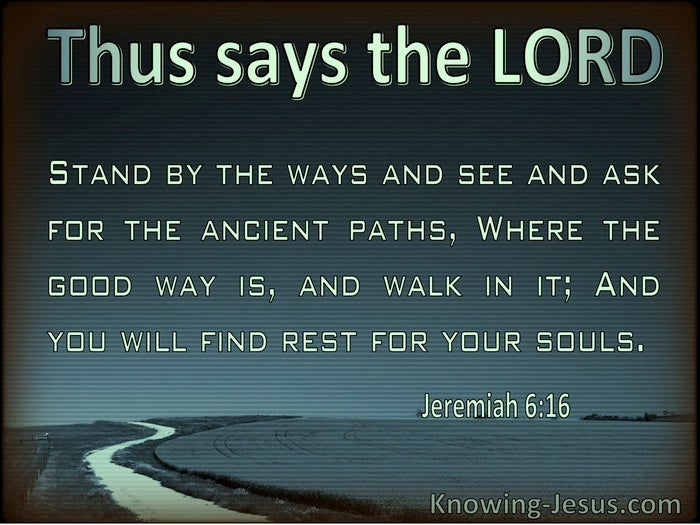 Thus says the LORD
Stand by the ways and see and ask
for the ancient paths, Where the
good way is, and walk in it; And
you will find rest for your souls.
Jeremiah 6:16
Knowing-Jesus.com